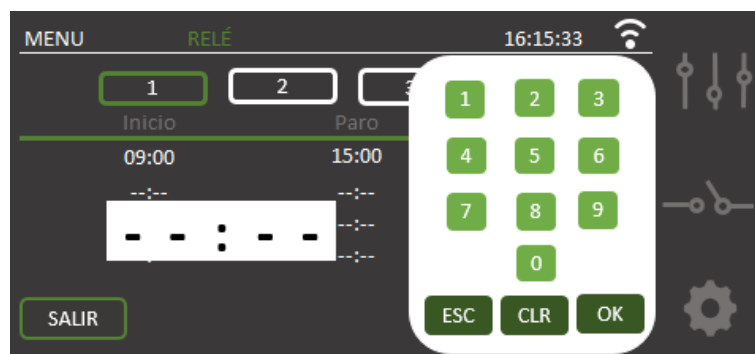 MENU RELÉ 16:15:33
1 2 3
Inicio Paro
09:00 15:00
--:-- --:--
--:--
--:--
- - : - -
1 2 3
4 5 6
7 8 9
0
ESC CLR OK
SALIR